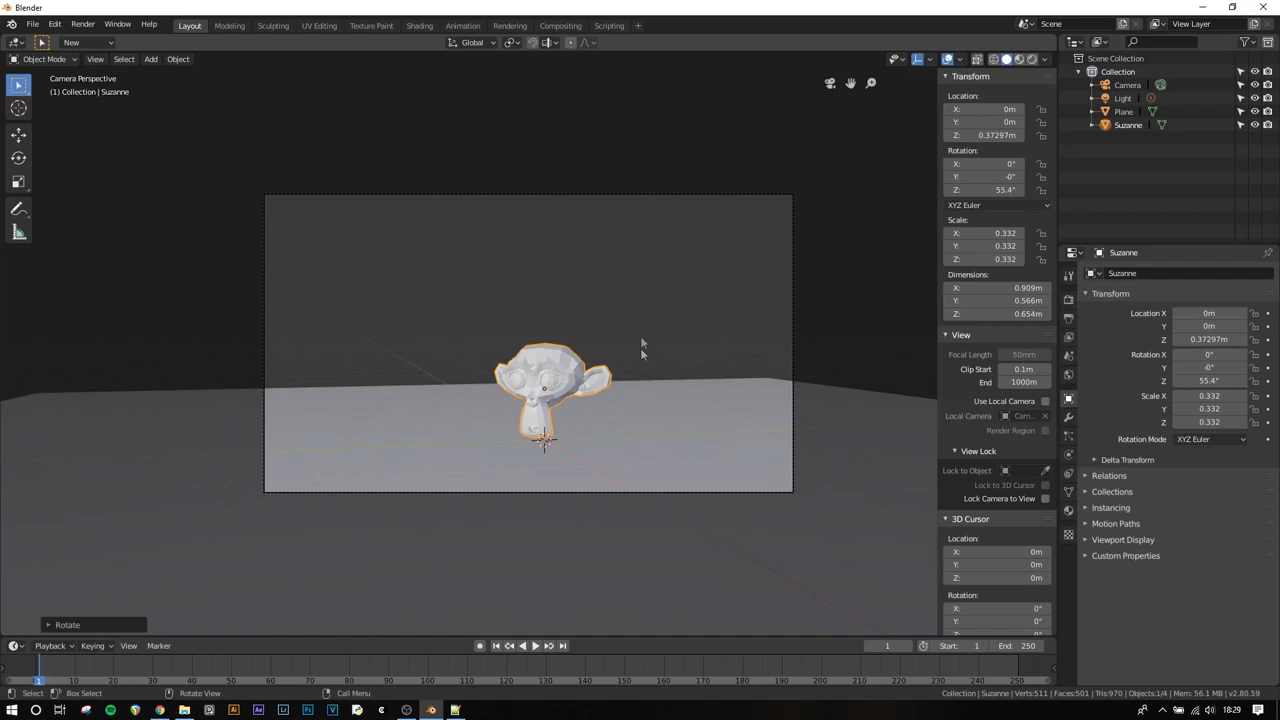 Blender
File Edit Render Window Help Layout Modeling Sculpting UV Editing Texture Paint Shading Animation Rendering Compositing Scripting + Scene View Layer
New Global
Object Mode View Select Add Object
Camera Perspective
(1) Collection | Suzanne
Transform
Location:
X: 0m
Y: 0m
Z: 0.37297m
Rotation:
X: 0°
Y: -0°
Z: 55.4°
XYZ Euler
Scale:
X: 0.332
Y: 0.332
Z: 0.332
Dimensions:
X: 0.909m
Y: 0.566m
Z: 0.654m
View
Focal Length 50mm
Clip Start 0.1m
End 1000m
Use Local Camera
Local Camera Cam...
Render Region
View Lock
Lock to Object
Lock to 3D Cursor
Lock Camera to View
3D Cursor
Location:
X: 0m
Y: 0m
Z: 0m
Rotation:
X: 0°
Y: 0°
Scene Collection
Collection
Camera
Light
Plane
Suzanne
Suzanne
Suzanne
Transform
Location X 0m
Y 0m
Z 0.37297m
Rotation X 0°
Y -0°
Z 55.4°
Scale X 0.332
Y 0.332
Z 0.332
Rotation Mode XYZ Euler
Delta Transform
Relations
Collections
Instancing
Motion Paths
Viewport Display
Custom Properties
Rotate
Playback Keying View Marker 1 Start: 1 End: 250
1 10 20 30 40 50 60 70 80 90 100 110 120 130 140 150 160 170 180 190 200 210 220 230 240 250
Select Box Select Rotate View Call Menu Collection | Suzanne | Verts:511 | Faces:501 | Tris:970 | Objects:1/4 | Mem: 56.1 MB | v2.80.59
Ai Ae Lr Ps V 18:29